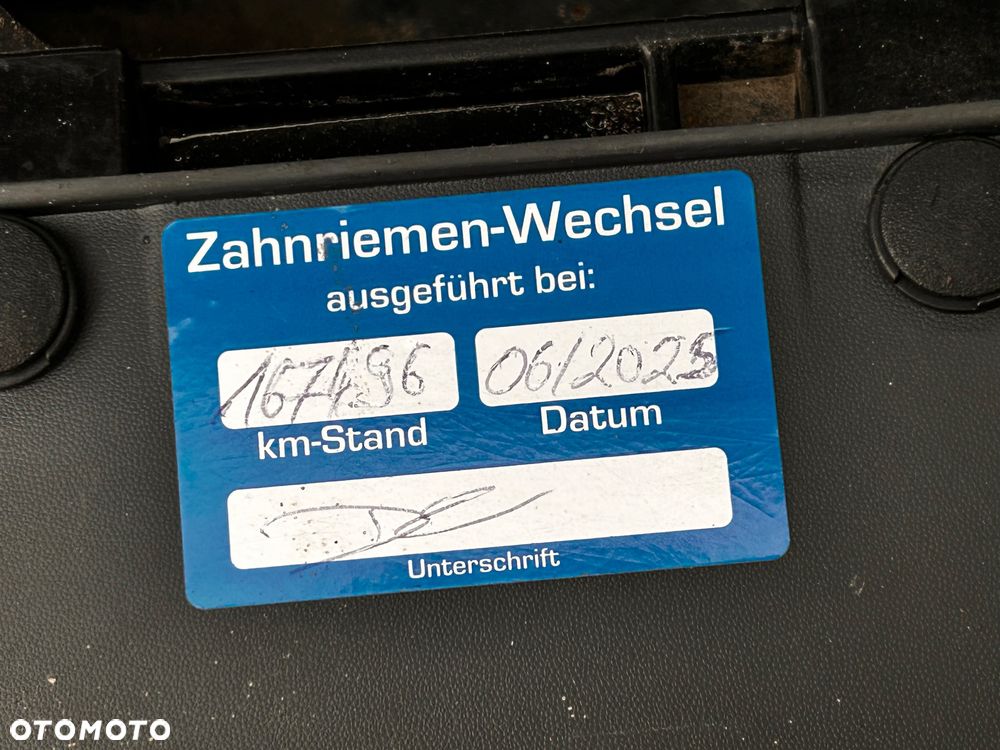 Zahnriemen-Wechsel
ausgeführt bei:
167496 06/2025
km-Stand Datum
Unterschrift
OTOMOTO